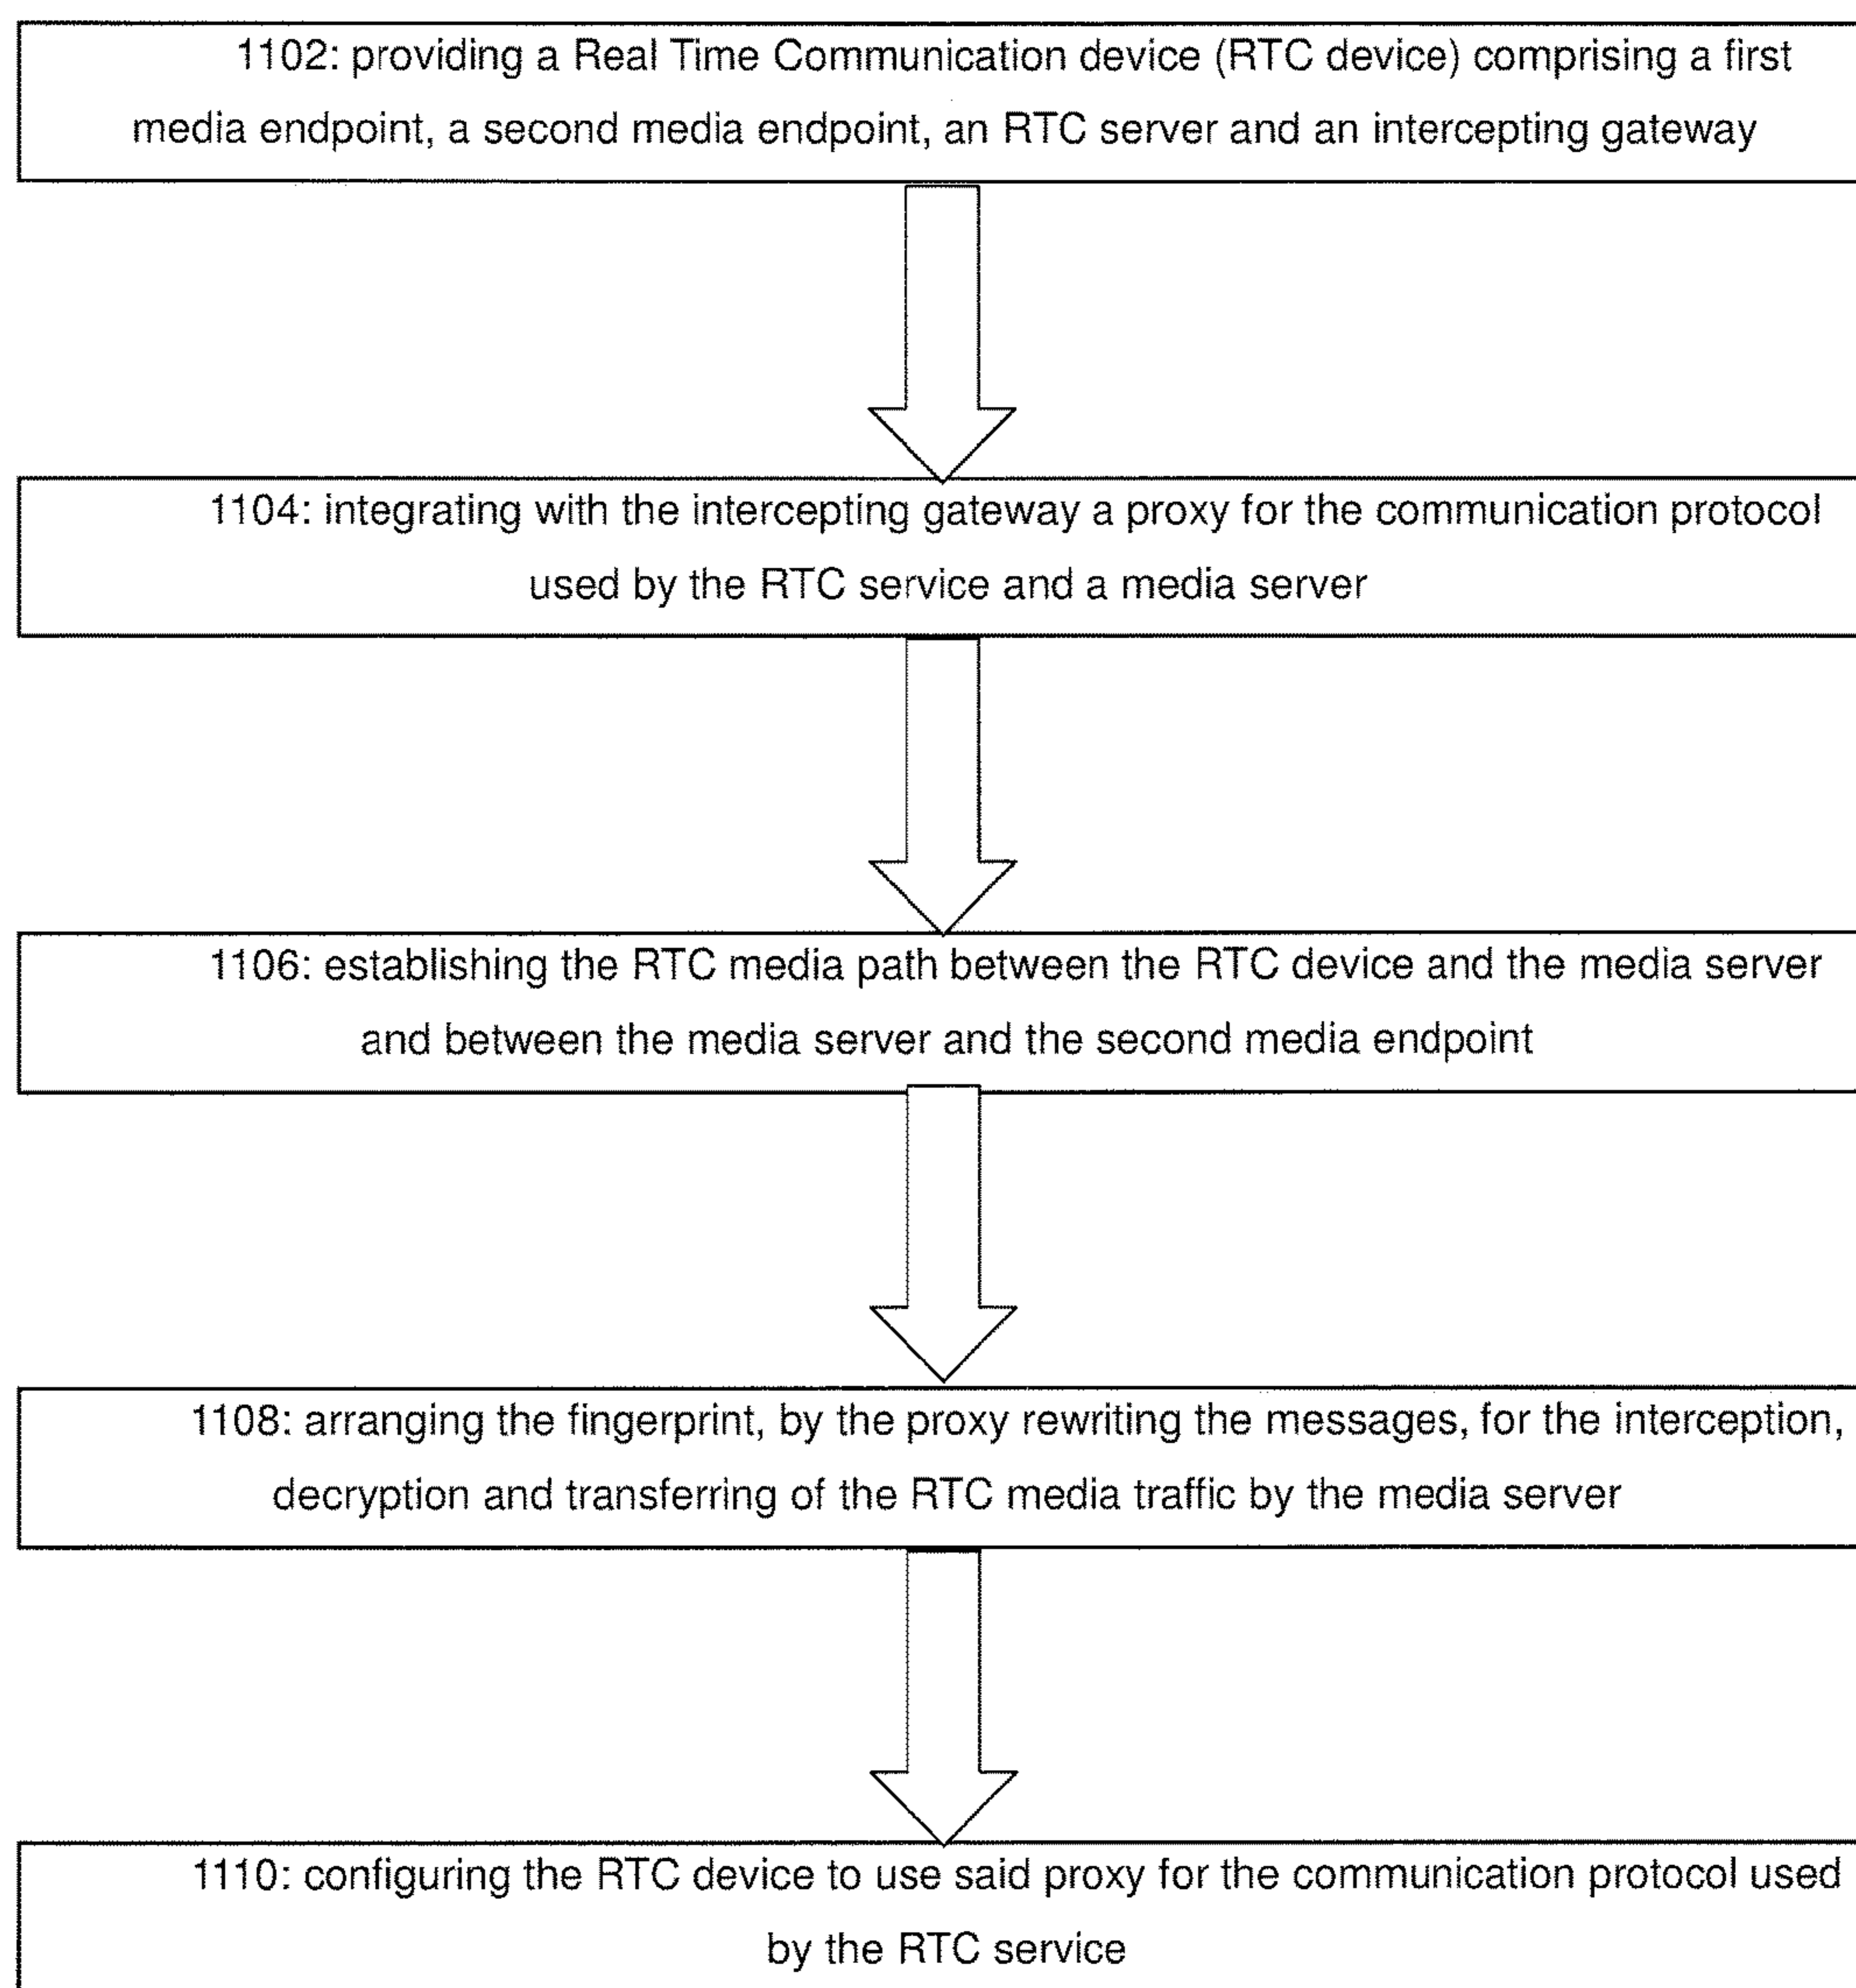 1102: providing a Real Time Communication device (RTC device) comprising a first
media endpoint, a second media endpoint, an RTC server and an intercepting gateway
1104: integrating with the intercepting gateway a proxy for the communication protocol
used by the RTC service and a media server
1106: establishing the RTC media path between the RTC device and the media server
and between the media server and the second media endpoint
1108: arranging the fingerprint, by the proxy rewriting the messages, for the interception,
decryption and transferring of the RTC media traffic by the media server
1110: configuring the RTC device to use said proxy for the communication protocol used
by the RTC service